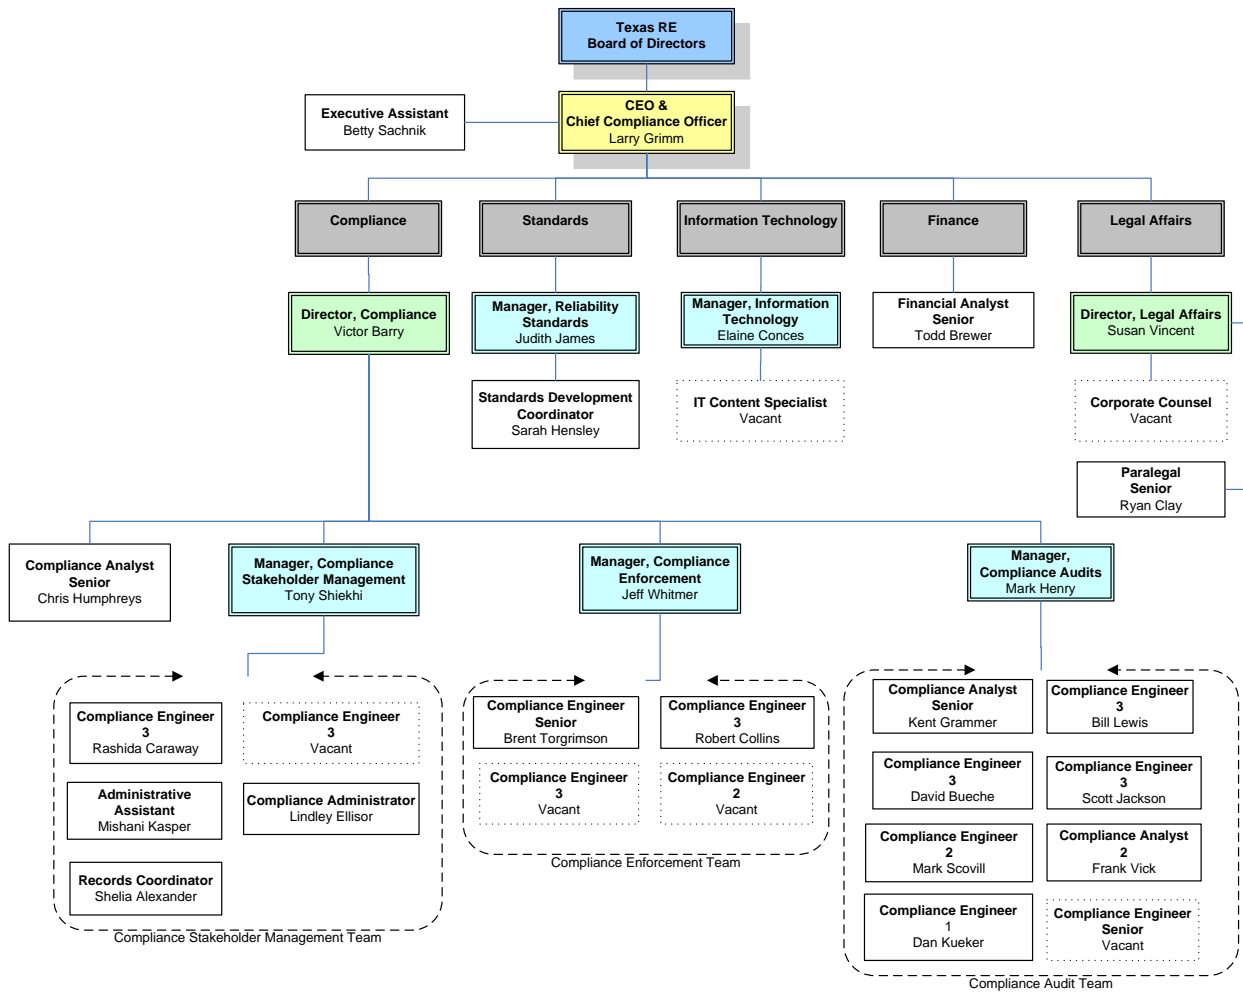 Texas RE
Board of Directors
Executive Assistant
Betty Sachnik
CEO &
Chief Compliance Officer
Larry Grimm
Compliance
Standards
Information Technology
Finance
Legal Affairs
Director, Compliance
Victor Barry
Manager, Reliability
Standards
Judith James
Manager, Information
Technology
Elaine Conces
Financial Analyst
Senior
Todd Brewer
Director, Legal Affairs
Susan Vincent
Standards Development
Coordinator
Sarah Hensley
IT Content Specialist
Vacant
Corporate Counsel
Vacant
Paralegal
Senior
Ryan Clay
Compliance Analyst
Senior
Chris Humphreys
Manager, Compliance
Stakeholder Management
Tony Shiekhi
Manager, Compliance
Enforcement
Jeff Whitmer
Manager,
Compliance Audits
Mark Henry
Compliance Engineer
3
Rashida Caraway
Compliance Engineer
3
Vacant
Administrative
Assistant
Mishani Kasper
Compliance Administrator
Lindley Ellisor
Records Coordinator
Shelia Alexander
Compliance Stakeholder Management Team
Compliance Engineer
Senior
Brent Torgrimson
Compliance Engineer
3
Robert Collins
Compliance Engineer
3
Vacant
Compliance Engineer
2
Vacant
Compliance Enforcement Team
Compliance Analyst
Senior
Kent Grammer
Compliance Engineer
3
Bill Lewis
Compliance Engineer
3
David Bueche
Compliance Engineer
3
Scott Jackson
Compliance Engineer
2
Mark Scovill
Compliance Analyst
2
Frank Vick
Compliance Engineer
1
Dan Kueker
Compliance Engineer
Senior
Vacant
Compliance Audit Team